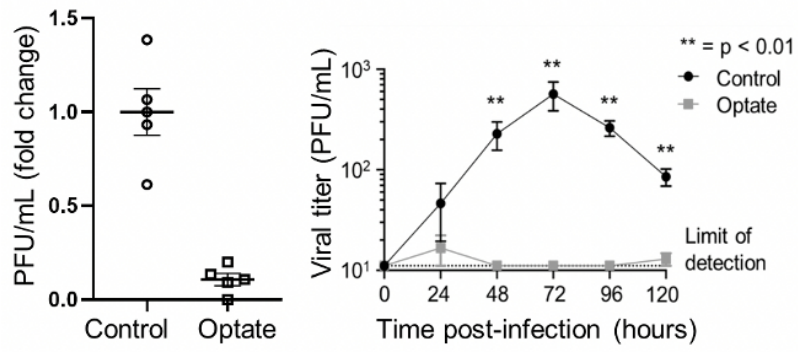 PFU/mL (fold change)
1.5
1.0
0.5
0.0
Control
Optate
Viral titer (PFU/mL)
10³
10²
10¹
**
**
**
**
0
24
48
72
96
120
Time post-infection (hours)
** = p < 0.01
Control
Optate
Limit of
detection